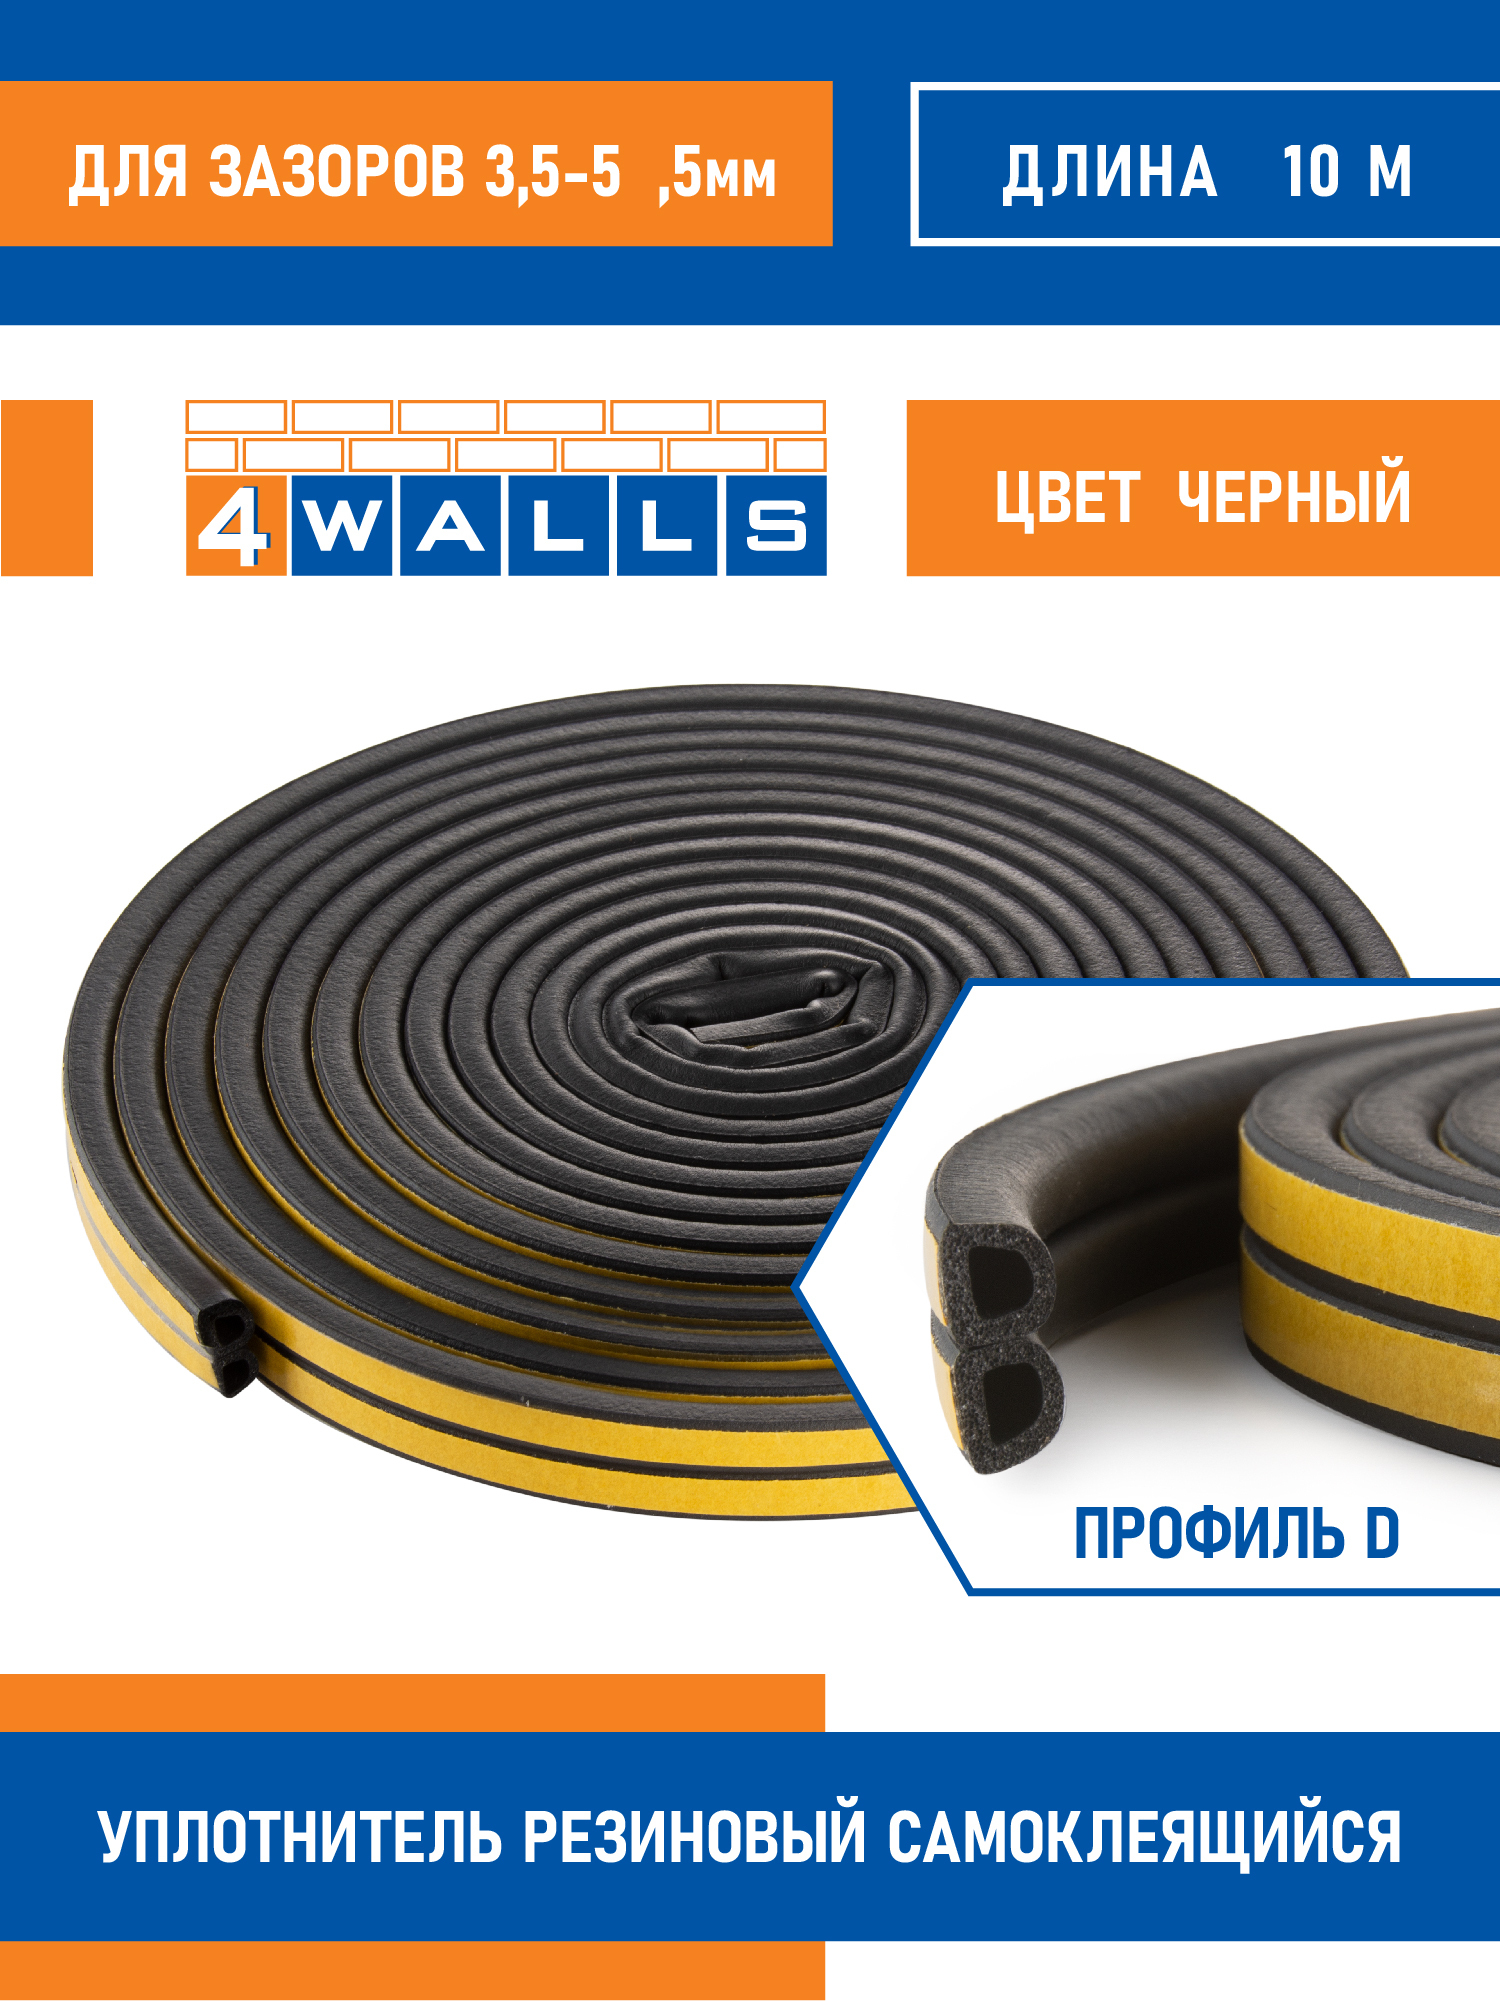 ДЛЯ ЗАЗОРОВ 3,5-5 ,5мм
ДЛИНА 10 М
4WALLS
ЦВЕТ ЧЕРНЫЙ
ПРОФИЛЬ D
УПЛОТНИТЕЛЬ РЕЗИНОВЫЙ САМОКЛЕЯЩИЙСЯ